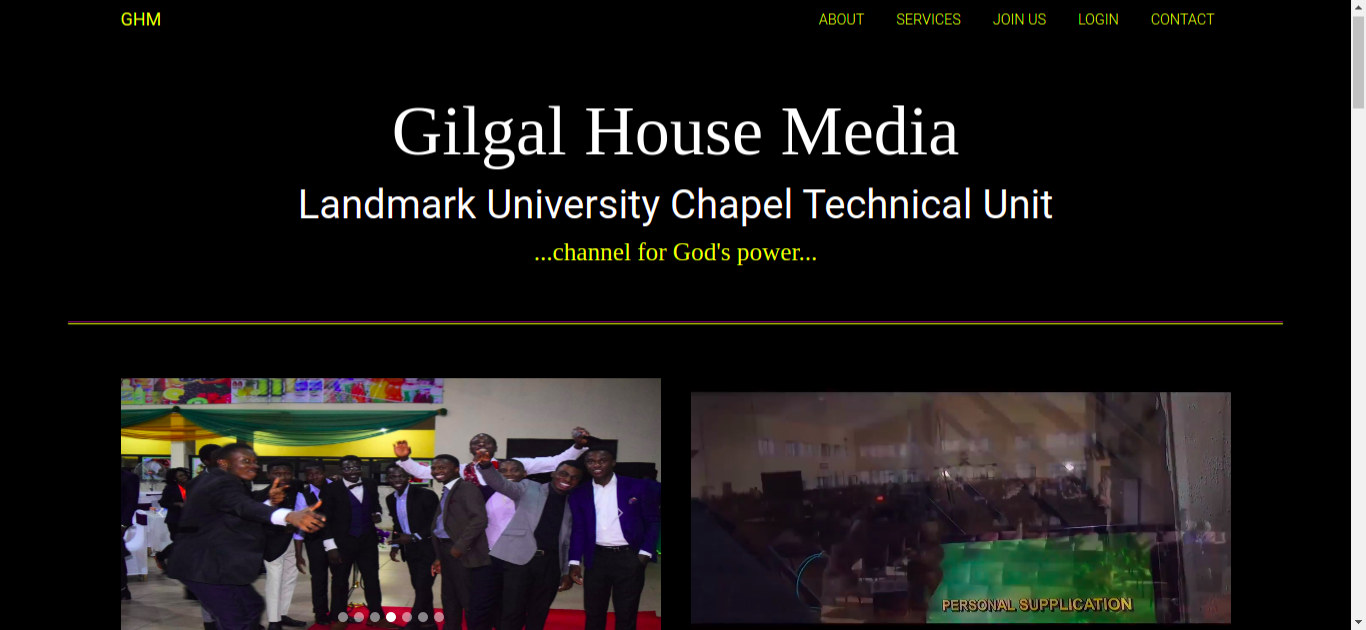 GHM
ABOUT SERVICES JOIN US LOGIN CONTACT
Gilgal House Media
Landmark University Chapel Technical Unit
...channel for God's power...
PERSONAL SUPPLICATION